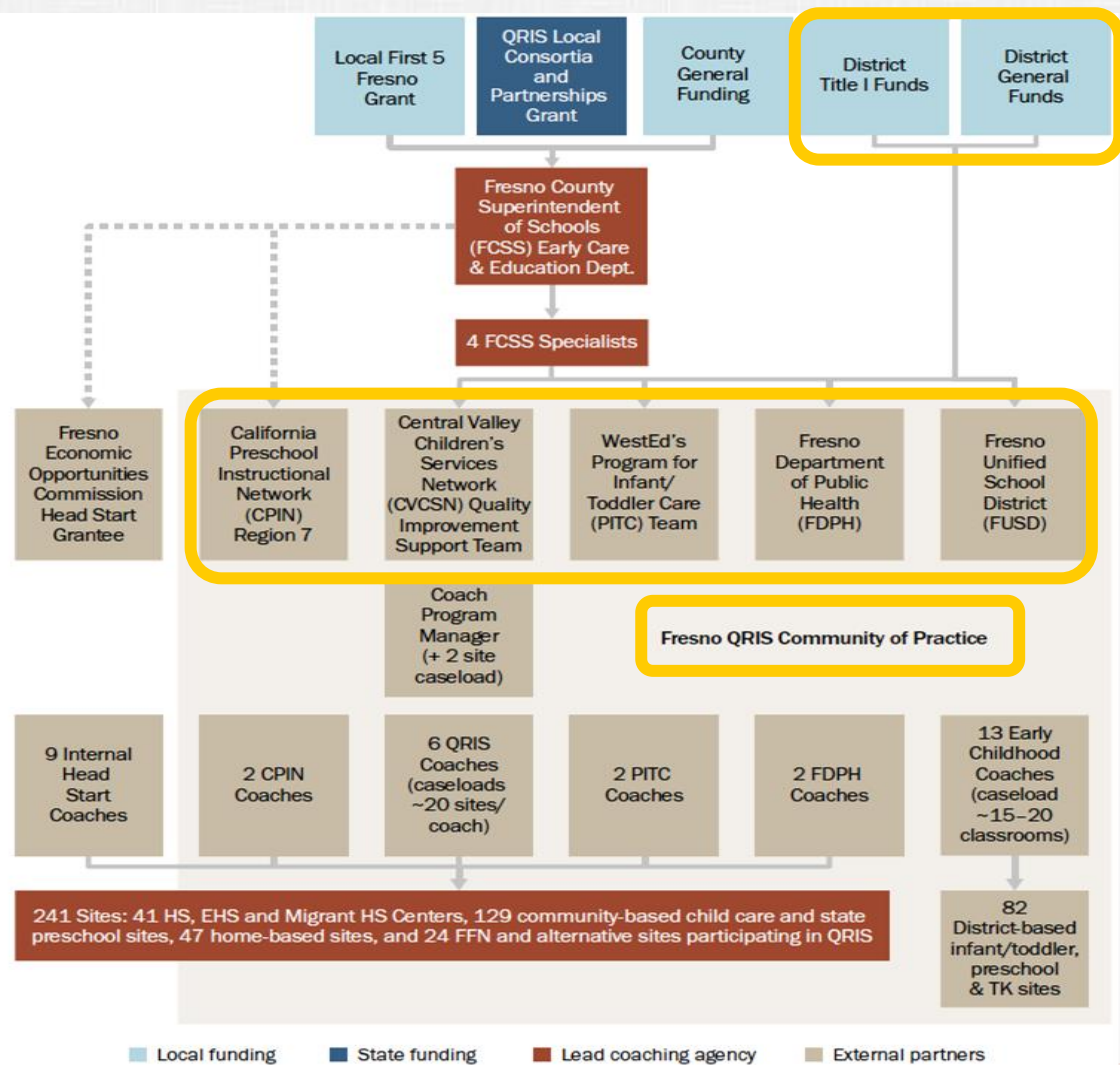 Local First 5
Fresno
Grant
QRIS Local
Consortia
and
Partnerships
Grant
County
General
Funding
District
Title I Funds
District
General
Funds
Fresno County
Superintendent
of Schools
(FCSS) Early Care
& Education Dept.
4 FCSS Specialists
Fresno
Economic
Opportunities
Commission
Head Start
Grantee
California
Preschool
Instructional
Network
(CPIN)
Region 7
Central Valley
Children's
Services
Network
(CVCSN) Quality
Improvement
Support Team
WestEd's
Program for
Infant/
Toddler Care
(PITC) Team
Fresno
Department
of Public
Health
(FDPH)
Fresno
Unified
School
District
(FUSD)
Coach
Program
Manager
(+ 2 site
caseload)
Fresno QRIS Community of Practice
9 Internal
Head
Start
Coaches
2 CPIN
Coaches
6 QRIS
Coaches
(caseloads
~20 sites/
coach)
2 PITC
Coaches
2 FDPH
Coaches
13 Early
Childhood
Coaches
(caseload
~15–20
classrooms)
241 Sites: 41 HS, EHS and Migrant HS Centers, 129 community-based child care and state
preschool sites, 47 home-based sites, and 24 FFN and alternative sites participating in QRIS
82
District-based
infant/toddler,
preschool
& TK sites
Local funding
State funding
Lead coaching agency
External partners